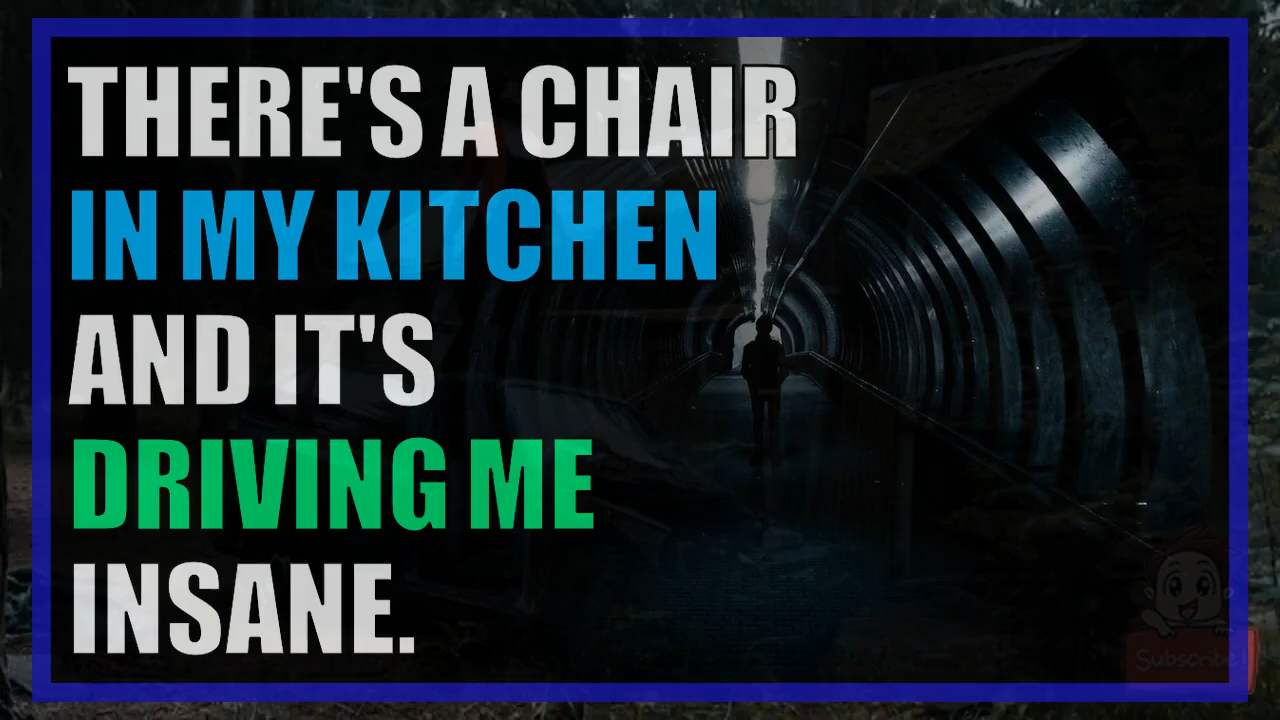 THERE'S A CHAIR
IN MY KITCHEN
AND IT'S
DRIVING ME
INSANE.
Subscribe!